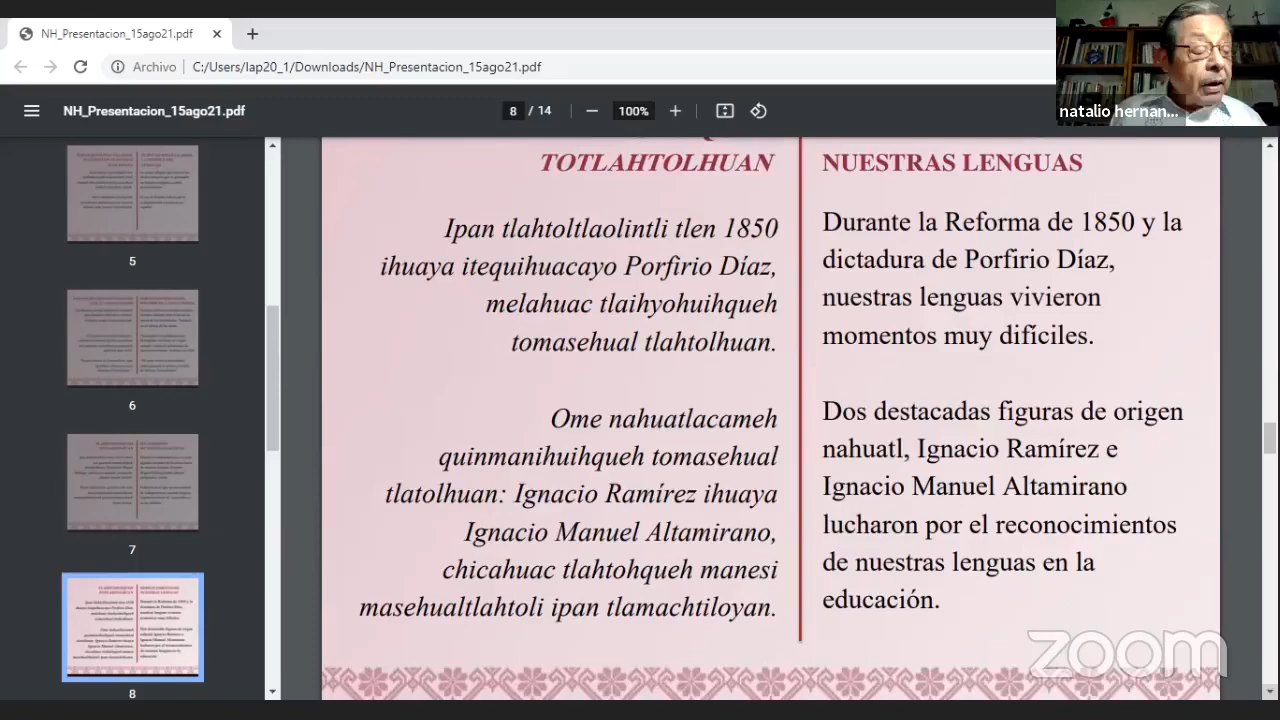 NH_Presentacion_15ago21.pdf
Archivo C:/Users/lap20_1/Downloads/NH_Presentacion_15ago21.pdf
NH_Presentacion_15ago21.pdf
8 / 14
100%
natalio hernan...
5
6
7
8
TOTLAHTOLHUAN
Ipan tlahtoltlaolintli tlen 1850
ihuaya itequihuacayo Porfirio Díaz,
melahuac tlaihyohuihqueh
tomasehual tlahtolhuan.
Ome nahuatlacameh
quinmanihuihqueh tomasehual
tlatolhuan: Ignacio Ramírez ihuaya
Ignacio Manuel Altamirano,
chicahuac tlahtohqueh manesi
masehualtlahtoli ipan tlamachtiloyan.
NUESTRAS LENGUAS
Durante la Reforma de 1850 y la
dictadura de Porfirio Díaz,
nuestras lenguas vivieron
momentos muy difíciles.
Dos destacadas figuras de origen
nahuatl, Ignacio Ramírez e
Ignacio Manuel Altamirano
lucharon por el reconocimientos
de nuestras lenguas en la
educación.
zoom